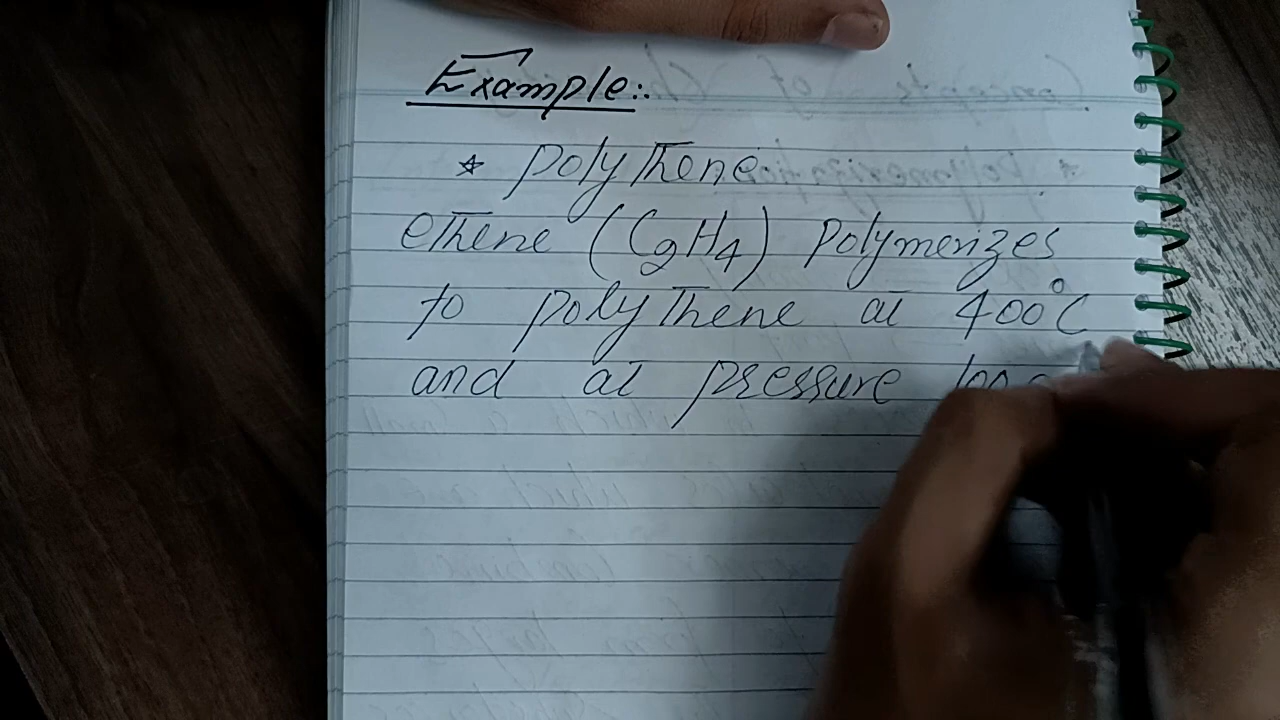 Example:-
* polythene
ethene (C2H4) polymerizes
to polythene at 400°C
and at pressure